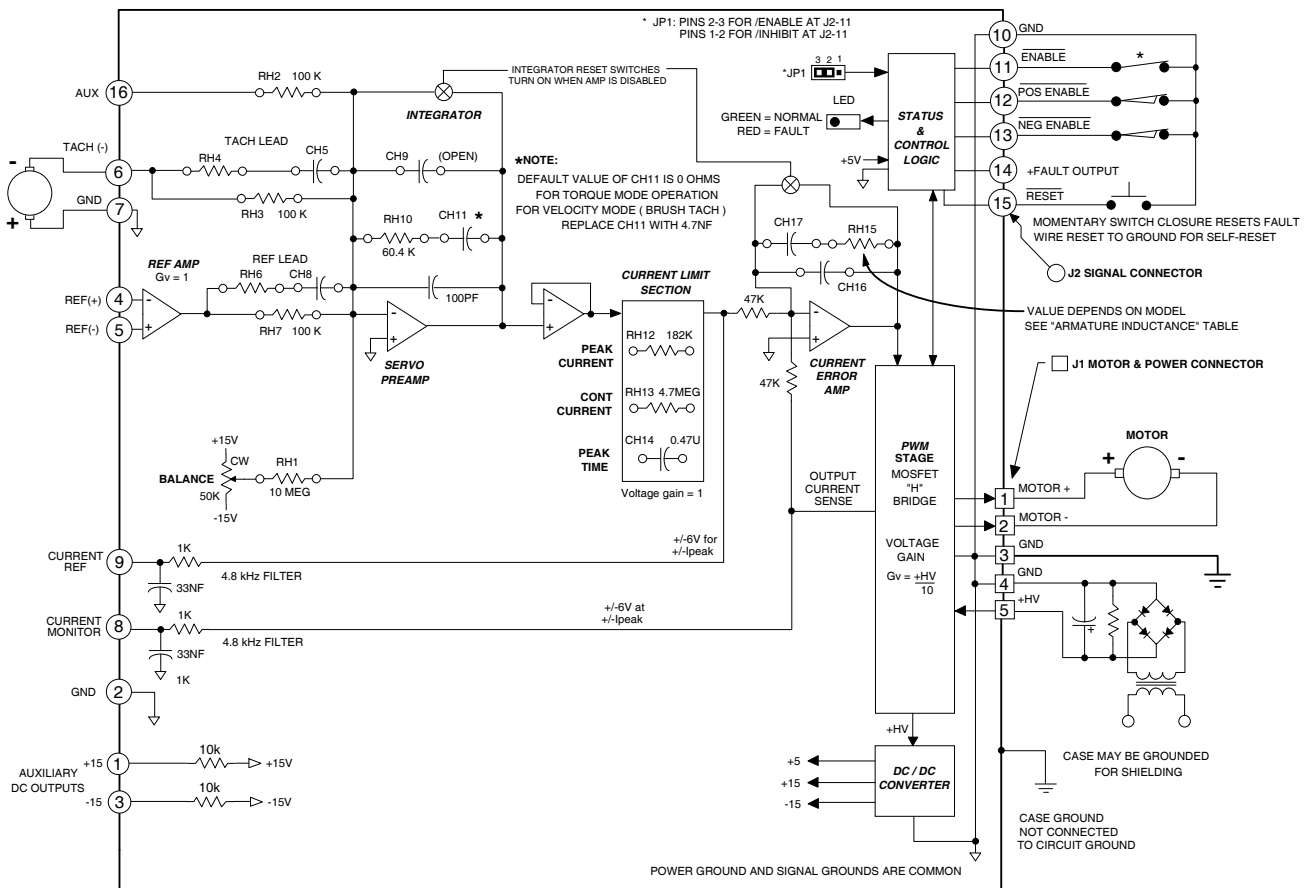 * JP1: PINS 2-3 FOR /ENABLE AT J2-11
PINS 1-2 FOR /INHIBIT AT J2-11
10
GND
11
ENABLE
*
12
POS ENABLE
13
NEG ENABLE
14
+FAULT OUTPUT
15
RESET
MOMENTARY SWITCH CLOSURE RESETS FAULT
WIRE RESET TO GROUND FOR SELF-RESET
J2 SIGNAL CONNECTOR
3 2 1
*JP1
LED
GREEN = NORMAL
RED = FAULT
+5V
STATUS
&
CONTROL
LOGIC
INTEGRATOR RESET SWITCHES
TURN ON WHEN AMP IS DISABLED
AUX
16
RH2 100 K
INTEGRATOR
TACH (-)
6
-
+
GND
7
TACH LEAD
RH4
CH5
RH3 100 K
CH9 (OPEN)
RH10
60.4 K
CH11 *
*NOTE:
DEFAULT VALUE OF CH11 IS 0 OHMS
FOR TORQUE MODE OPERATION
FOR VELOCITY MODE ( BRUSH TACH )
REPLACE CH11 WITH 4.7NF
CH17
RH15
CH16
VALUE DEPENDS ON MODEL
SEE "ARMATURE INDUCTANCE" TABLE
REF AMP
Gv = 1
REF(+)
4
REF(-)
5
-
+
REF LEAD
RH6
CH8
RH7 100 K
100PF
-
+
SERVO
PREAMP
-
+
CURRENT LIMIT
SECTION
RH12 182K
PEAK
CURRENT
RH13 4.7MEG
CONT
CURRENT
CH14 0.47U
PEAK
TIME
Voltage gain = 1
47K
47K
-
+
CURRENT
ERROR
AMP
J1 MOTOR & POWER CONNECTOR
+15V
CW
BALANCE
50K
-15V
RH1
10 MEG
OUTPUT
CURRENT
SENSE
PWM
STAGE
MOSFET
"H"
BRIDGE
VOLTAGE
GAIN
Gv = +HV
10
MOTOR
+
-
1
MOTOR +
2
MOTOR -
3
GND
4
GND
5
+HV
+
CURRENT
REF
9
1K
33NF
4.8 kHz FILTER
+/-6V for
+/-Ipeak
CURRENT
MONITOR
8
1K
33NF
1K
4.8 kHz FILTER
+/-6V at
+/-Ipeak
GND
2
AUXILIARY
DC OUTPUTS
+15
1
10k
+15V
-15
3
10k
-15V
+HV
DC / DC
CONVERTER
+5
+15
-15
CASE MAY BE GROUNDED
FOR SHIELDING
CASE GROUND
NOT CONNECTED
TO CIRCUIT GROUND
POWER GROUND AND SIGNAL GROUNDS ARE COMMON